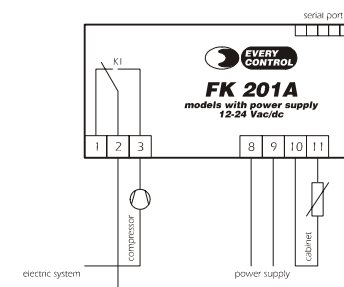 serial port
EVERY
CONTROL
K1
FK 201A
models with power supply
12-24 Vac/dc
1 2 3 8 9 10 11
compressor
cabinet
electric system
power supply